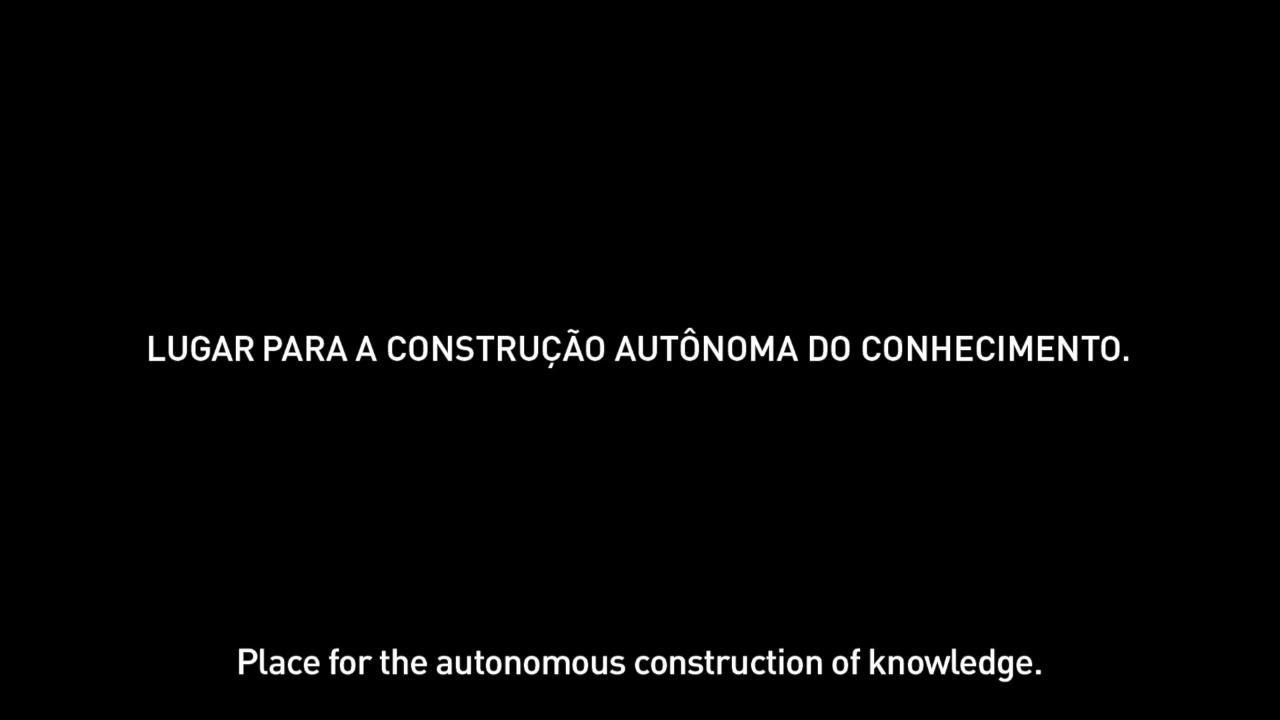 LUGAR PARA A CONSTRUÇÃO AUTÔNOMA DO CONHECIMENTO.
Place for the autonomous construction of knowledge.